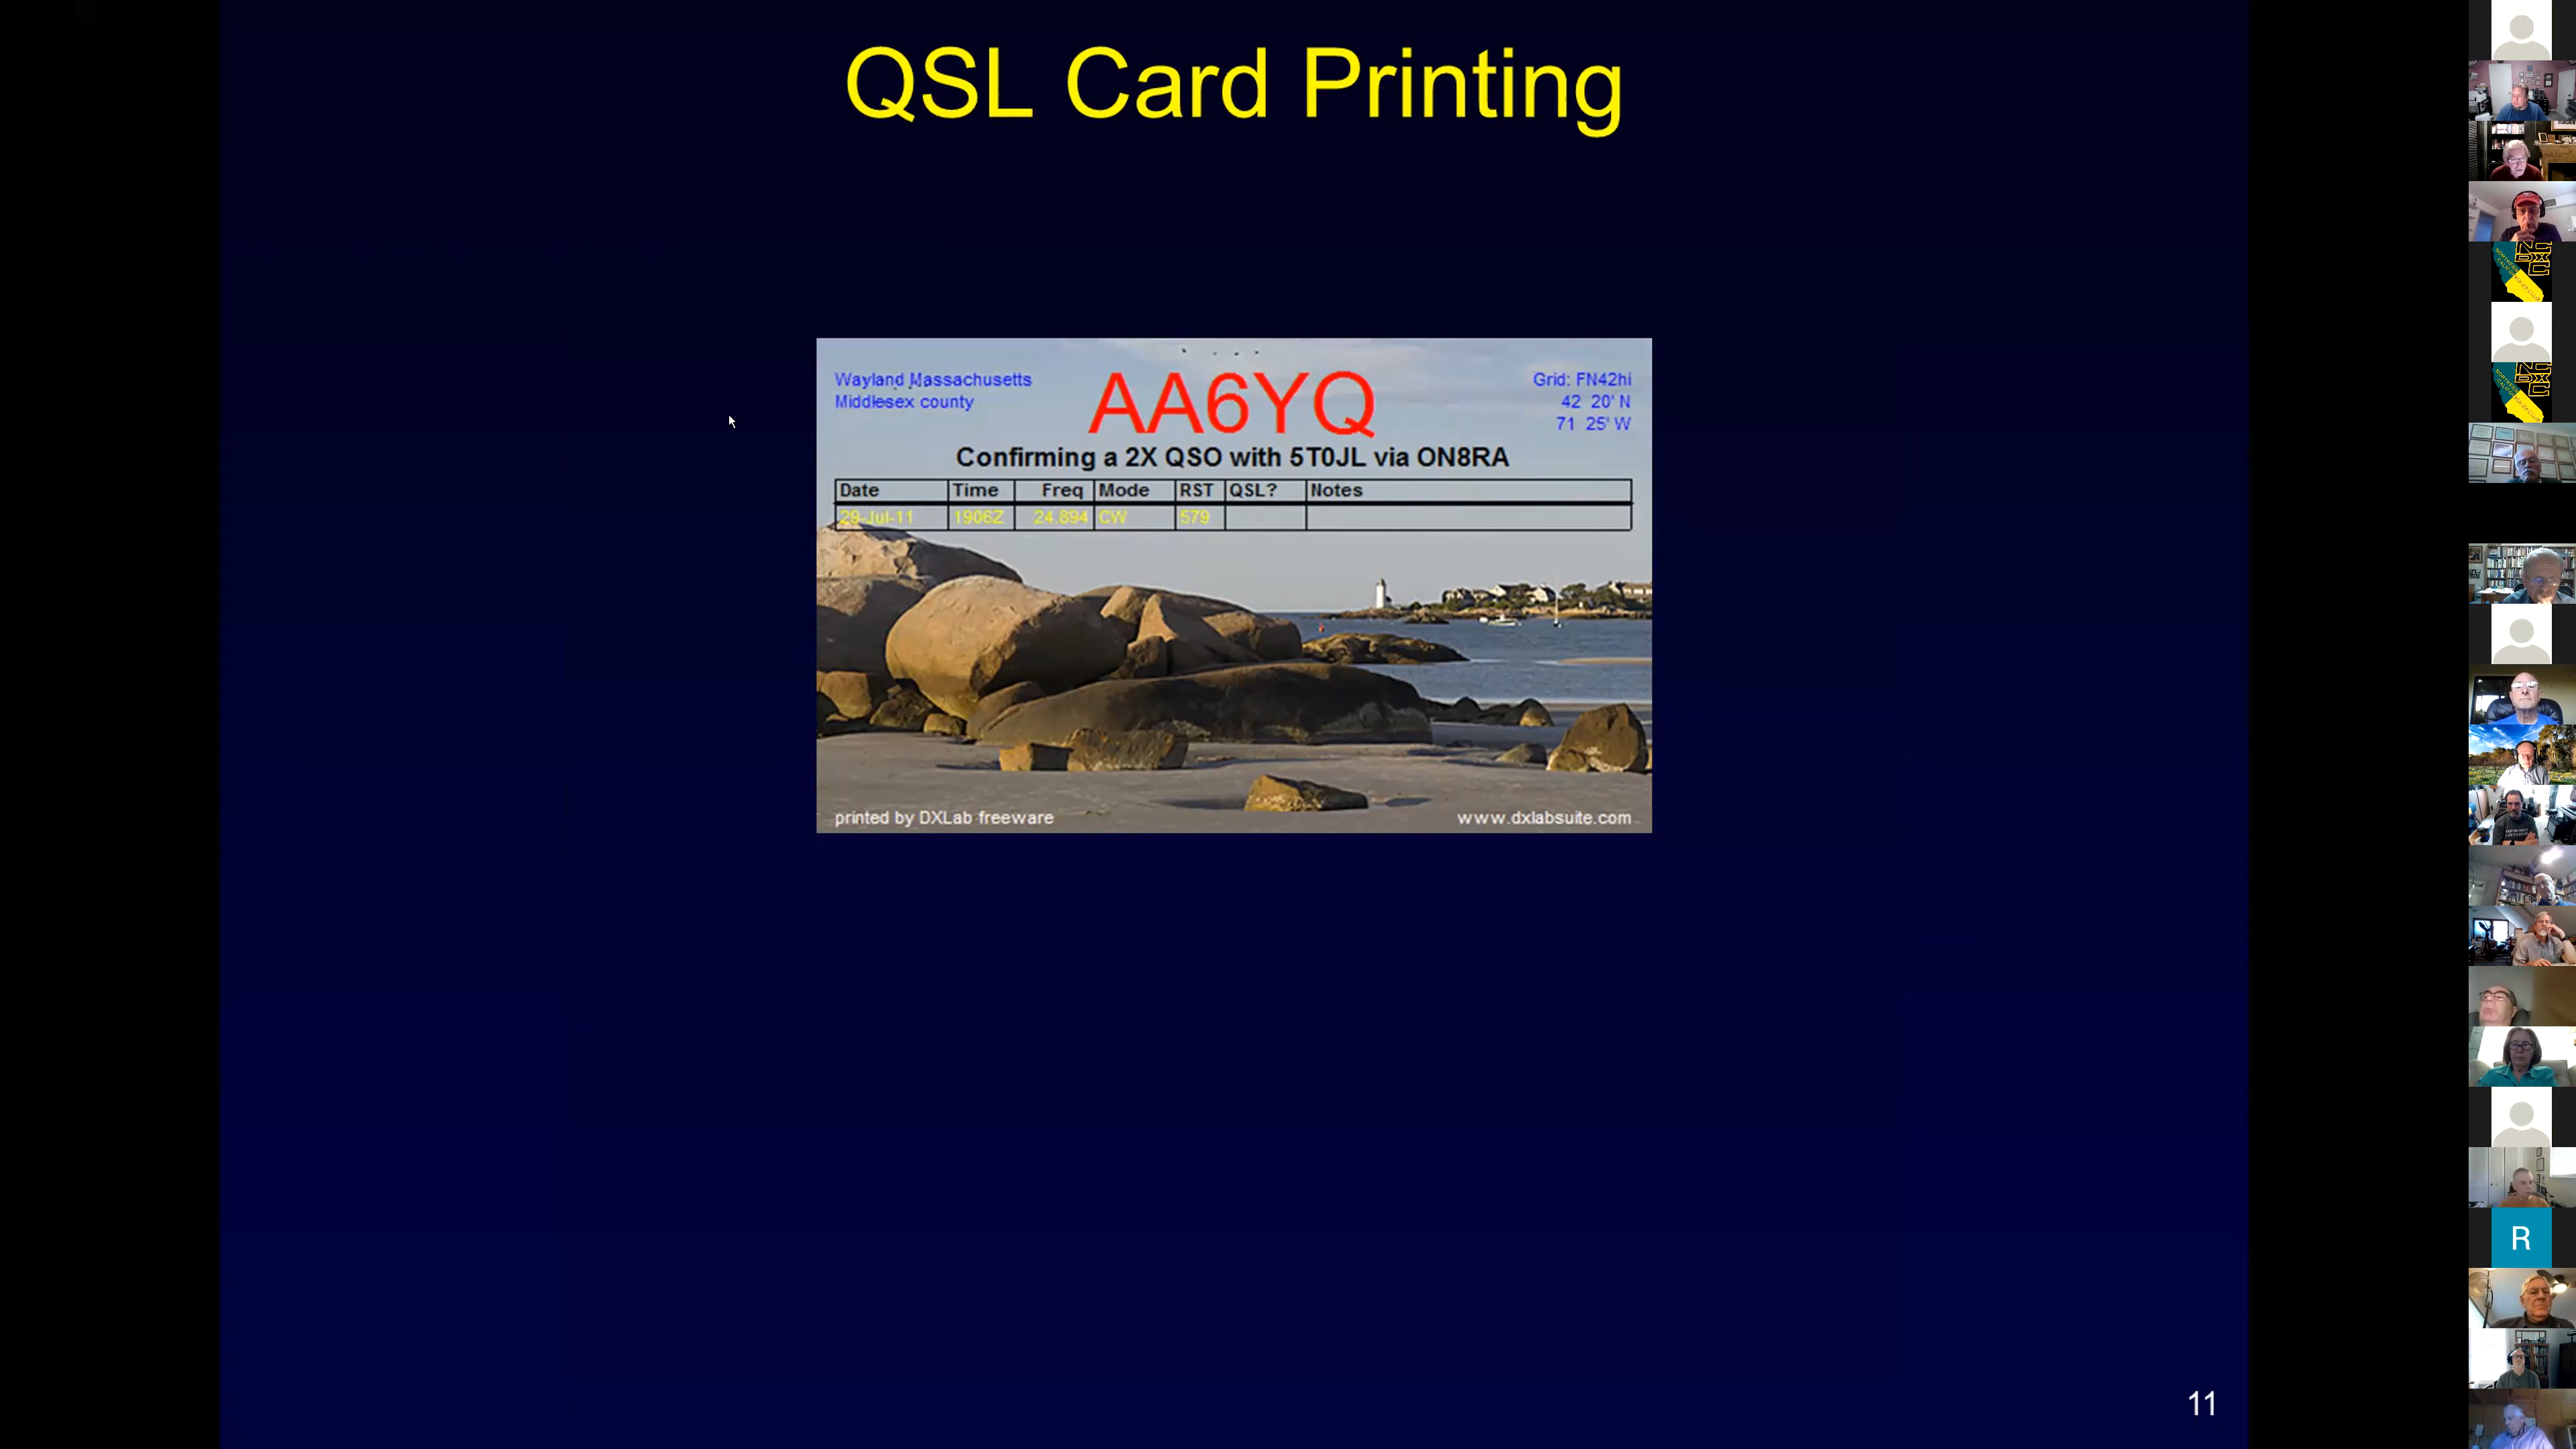 QSL Card Printing
Wayland Massachusetts
Middlesex county
AA6YQ
Grid: FN42hi
42 20' N
71 25' W
Confirming a 2X QSO with 5T0JL via ON8RA
Date Time Freq Mode RST QSL? Notes
29-Jul-11 1906Z 24.894 CW 579
printed by DXLab freeware
www.dxlabsuite.com
R
11